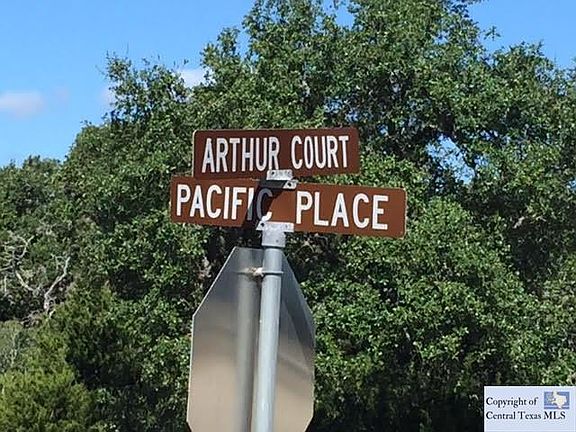 ARTHUR COURT
PACIFIC PLACE
Copyright of
Central Texas MLS